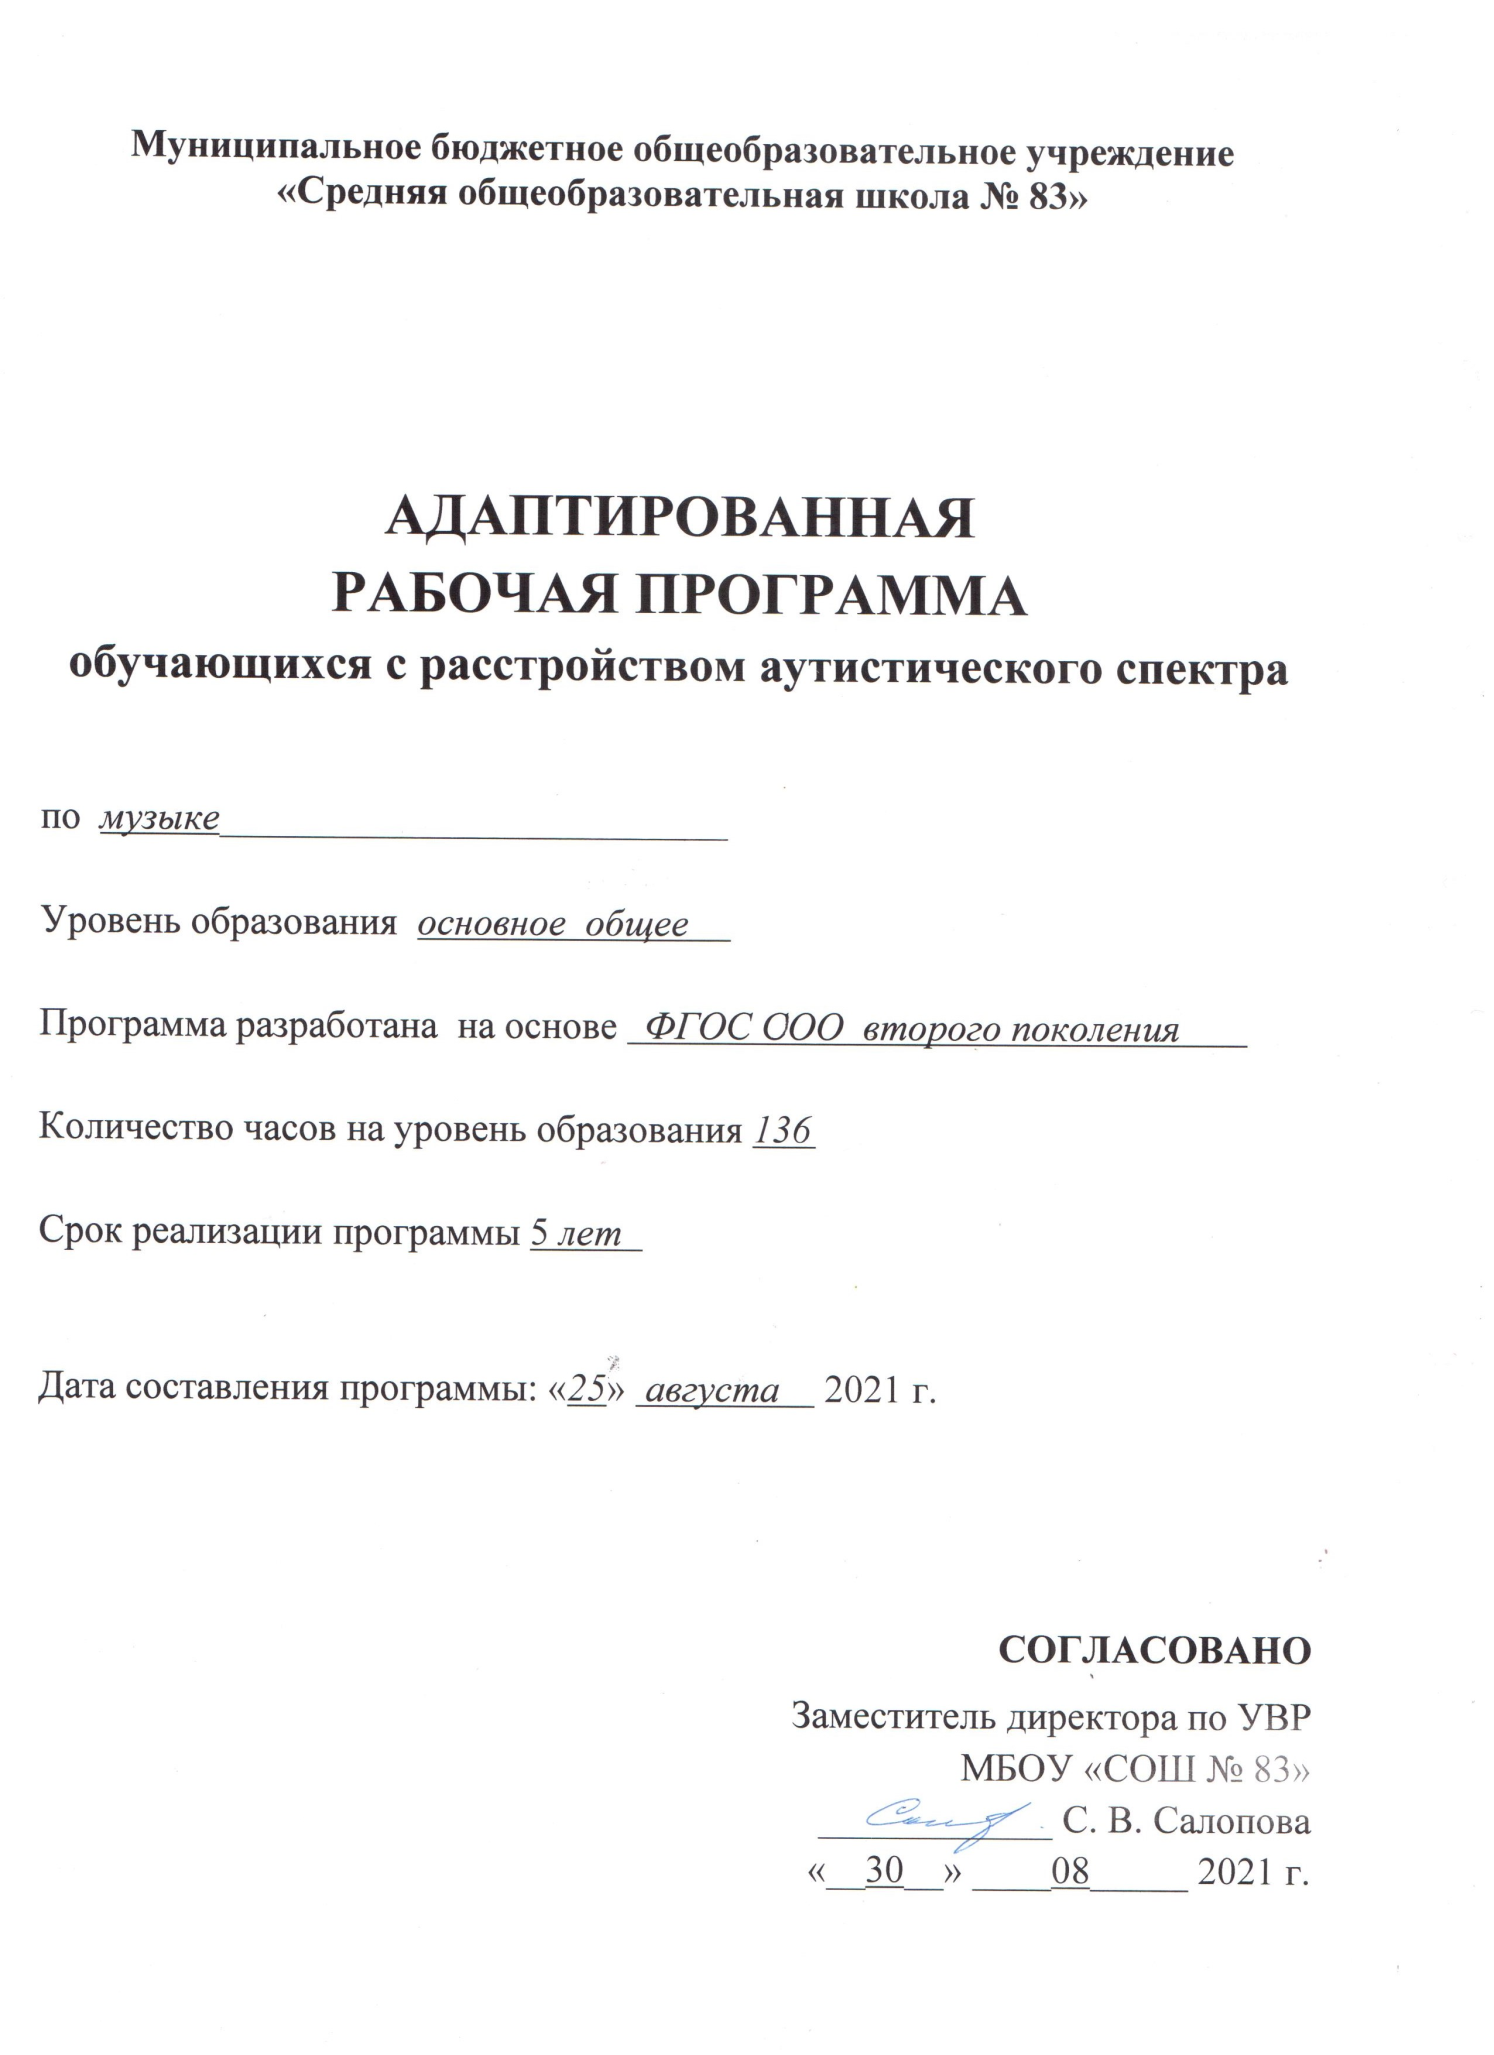 Муниципальное бюджетное общеобразовательное учреждение
«Средняя общеобразовательная школа № 83»
АДАПТИРОВАННАЯ
РАБОЧАЯ ПРОГРАММА
обучающихся с расстройством аутистического спектра
по музыке
Уровень образования основное общее
Программа разработана на основе ФГОС ООО второго поколения
Количество часов на уровень образования 136
Срок реализации программы 5 лет
Дата составления программы: «25» августа 2021 г.
СОГЛАСОВАНО
Заместитель директора по УВР
МБОУ «СОШ № 83»
С. В. Салопова
«30» 08 2021 г.